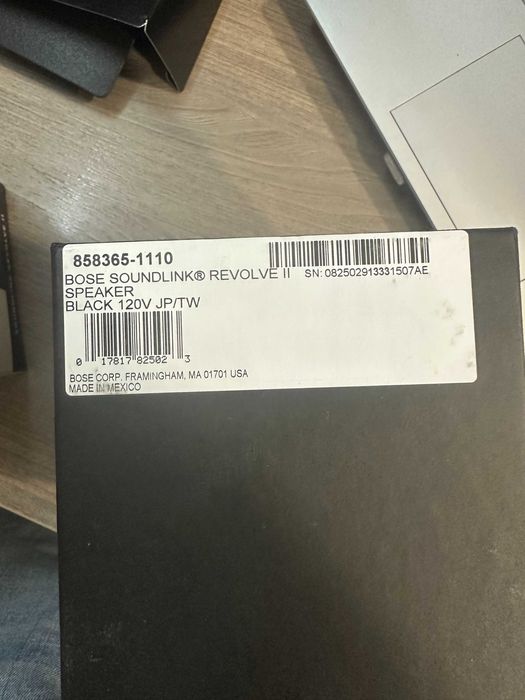 858365-1110
BOSE SOUNDLINK® REVOLVE II SN: 082502913331507AE
SPEAKER
BLACK 120V JP/TW
0 17817 82502 3
BOSE CORP. FRAMINGHAM, MA 01701 USA
MADE IN MEXICO